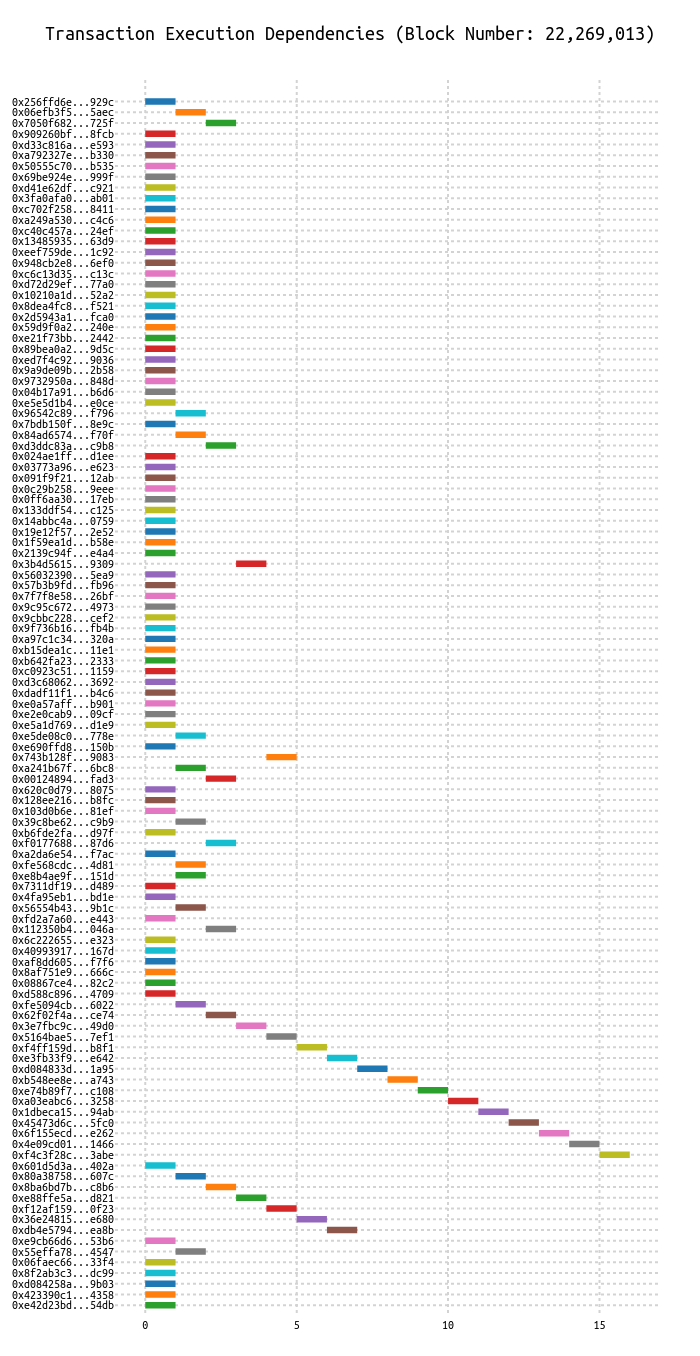 Transaction Execution Dependencies (Block Number: 22,269,013)
0x256ffd6e...929c
0x06efb3f5...5aec
0x7050f682...725f
0x909260bf...8fcb
0xd33c816a...e593
0xa792327e...b330
0x50555c70...b535
0x69be924e...999f
0xd41e62df...c921
0x3fa0afa0...ab01
0xc702f258...8411
0xa249a530...c4c6
0xc40c457a...24ef
0x13485935...63d9
0xeef759de...1c92
0x948cb2e8...6ef0
0xc6c13d35...c13c
0xd72d29ef...77a0
0x10210a1d...52a2
0x8dea4fc8...f521
0x2d5943a1...fca0
0x59d9f0a2...240e
0xe21f73bb...2442
0x89bea0a2...9d5c
0xed7f4c92...9036
0x9a9de09b...2b58
0x9732950a...848d
0x04b17a91...b6d6
0xe5e5d1b4...e0ce
0x96542c89...f796
0x7bdb150f...8e9c
0x84ad6574...f70f
0xd3ddc83a...c9b8
0x024ae1ff...d1ee
0x03773a96...e623
0x091f9f21...12ab
0x0c29b258...9eee
0x0ff6aa30...17eb
0x133ddf54...c125
0x14abbc4a...0759
0x19e12f57...2e52
0x1f59ea1d...b58e
0x2139c94f...e4a4
0x3b4d5615...9309
0x56032390...5ea9
0x57b3b9fd...fb96
0x7f7f8e58...26bf
0x9c95c672...4973
0x9cbbc228...cef2
0x9f736b16...fb4b
0xa97c1c34...320a
0xb15dea1c...11e1
0xb642fa23...2333
0xc0923c51...1159
0xd3c68062...3692
0xdadf11f1...b4c6
0xe0a57aff...b901
0xe2e0cab9...09cf
0xe5a1d769...d1e9
0xe5de08c0...778e
0xe690ffd8...150b
0x743b128f...9083
0xa241b67f...6bc8
0x00124894...fad3
0x620c0d79...8075
0x128ee216...b8fc
0x103d0b6e...81ef
0x39c8be62...c9b9
0xb6fde2fa...d97f
0xf0177688...87d6
0xa2da6e54...f7ac
0xfe568cdc...4d81
0xe8b4ae9f...151d
0x7311df19...d489
0x4fa95eb1...bd1e
0x56554b43...9b1c
0xfd2a7a60...e443
0x112350b4...046a
0x6c222655...e323
0x40993917...167d
0xaf8dd605...f7f6
0x8af751e9...666c
0x08867ce4...82c2
0xd588c896...4709
0xfe5094cb...6022
0x62f02f4a...ce74
0x3e7fbc9c...49d0
0x5164bae5...7ef1
0xf4ff159d...b8f1
0xe3fb33f9...e642
0xd084833d...1a95
0xb548ee8e...a743
0xe74b89f7...c108
0xa03eabc6...3258
0x1dbeca15...94ab
0x45473d6c...5fc0
0x6f155ecd...e262
0x4e09cd01...1466
0xf4c3f28c...3abe
0x601d5d3a...402a
0x80a38758...607c
0x8ba6bd7b...c8b6
0xe88ffe5a...d821
0xf12af159...0f23
0x36e24815...e680
0xdb4e5794...ea8b
0xe9cb66d6...53b6
0x55effa78...4547
0x06faec66...33f4
0x8f2ab3c3...dc99
0xd084258a...9b03
0x423390c1...4358
0xe42d23bd...54db
0 5 10 15